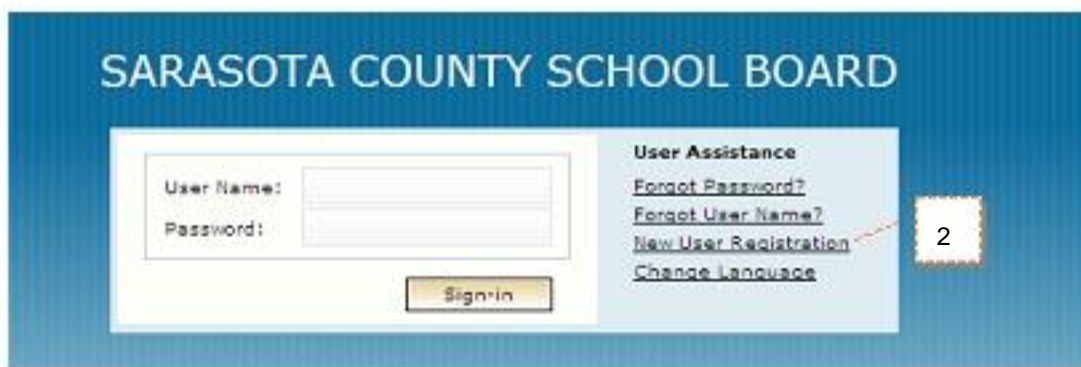 SARASOTA COUNTY SCHOOL BOARD
User Name:
Password:
Sign-in
User Assistance
Forgot Password?
Forgot User Name?
New User Registration
Change Language
2